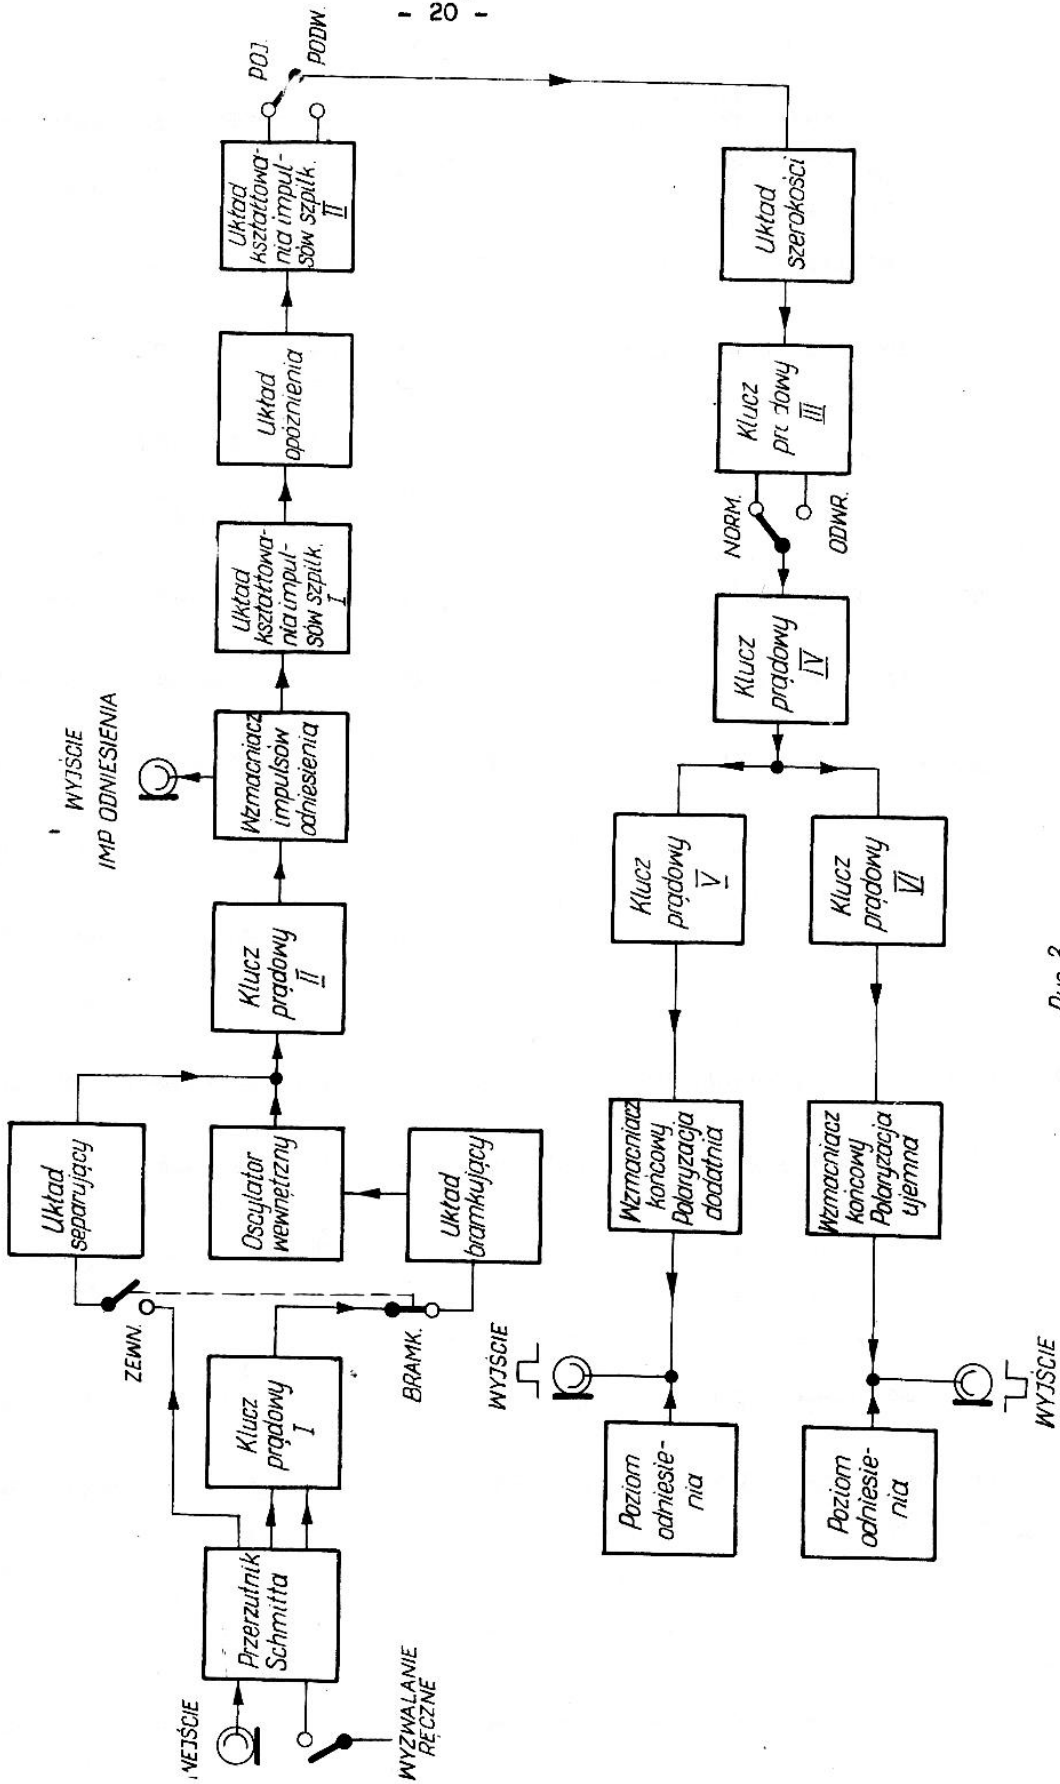 - 20 -
WEJŚCIE
WYZWALANIE
RĘCZNE
Przerzutnik
Schmitta
Klucz
prądowy
I
ZEWN.
BRAMK.
Układ
separujący
Oscylator
wewnętrzny
Układ
bramkujący
Klucz
prądowy
II
Wzmacniacz
impulsów
odniesienia
WYJŚCIE
IMP ODNIESIENIA
Układ
kształtowa-
nia impul-
sów szpilk.
I
Układ
opóznienia
Układ
kształtowa-
nia impul-
sów szpilk.
II
POJ.
PODW.
Układ
szerokości
Klucz
prądowy
III
NORM.
ODWR.
Klucz
prądowy
IV
Klucz
prądowy
V
Klucz
prądowy
VI
Wzmacniacz
końcowy
Polaryzacja
dodatnia
Wzmacniacz
końcowy
Polaryzacja
ujemna
WYJŚCIE
Poziom
odniesie-
nia
Poziom
odniesie-
nia
WYJŚCIE